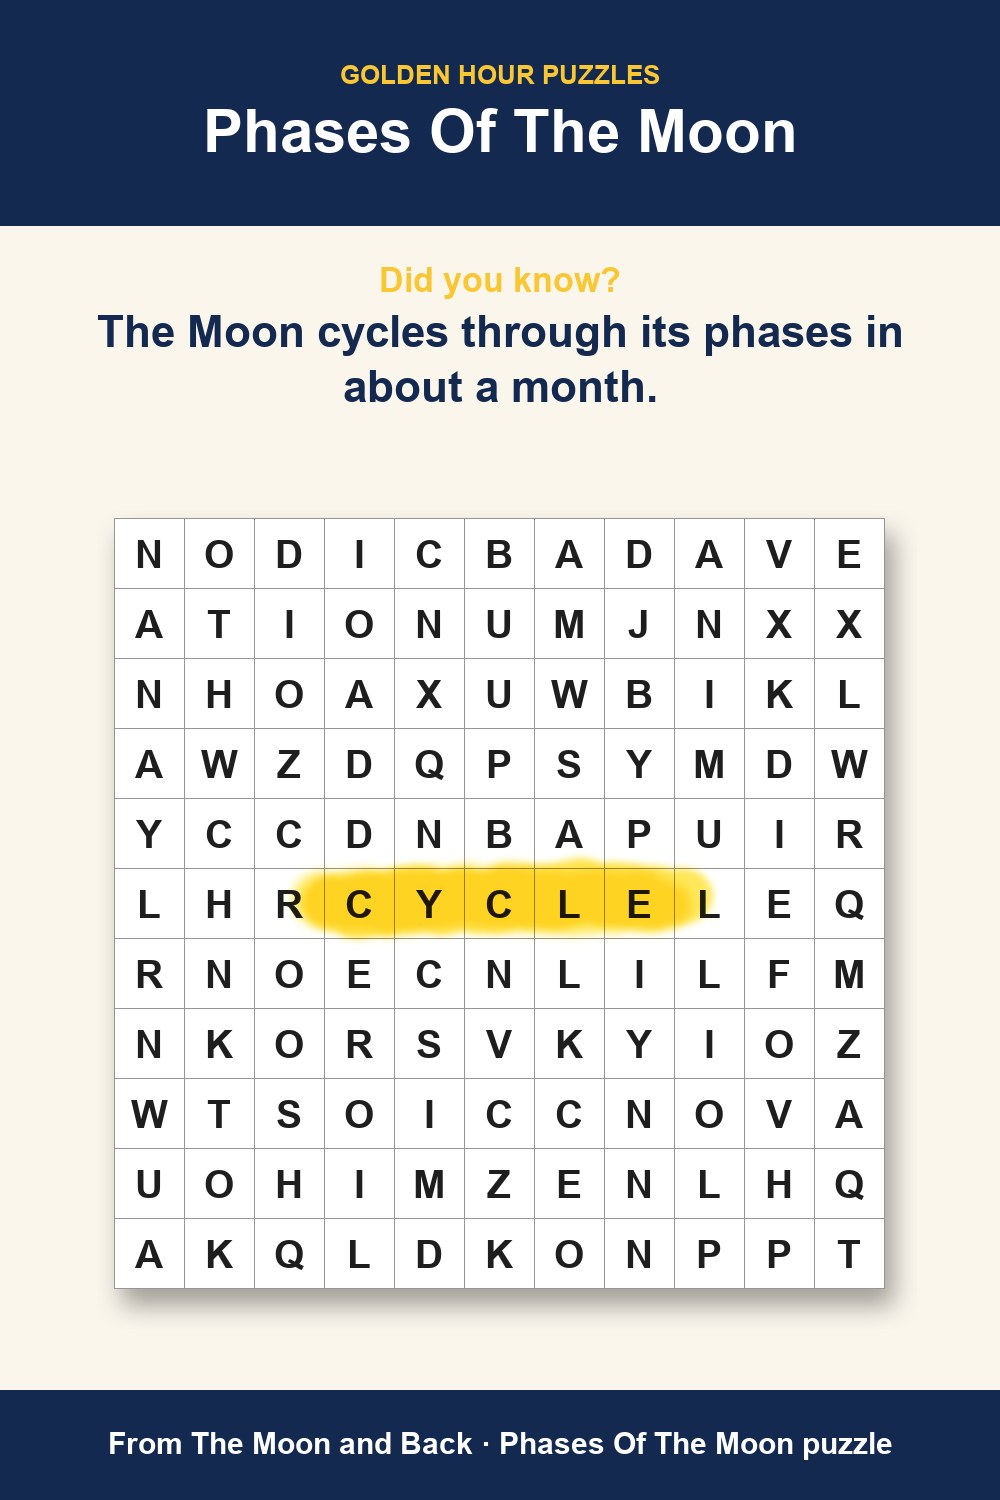 GOLDEN HOUR PUZZLES
Phases Of The Moon
Did you know?
The Moon cycles through its phases in
about a month.
N O D I C B A D A V E
A T I O N U M J N X X
N H O A X U W B I K L
A W Z D Q P S Y M D W
Y C C D N B A P U I R
L H R C Y C L E L E Q
R N O E C N L I L F M
N K O R S V K Y I O Z
W T S O I C C N O V A
U O H I M Z E N L H Q
A K Q L D K O N P P T
From The Moon and Back · Phases Of The Moon puzzle